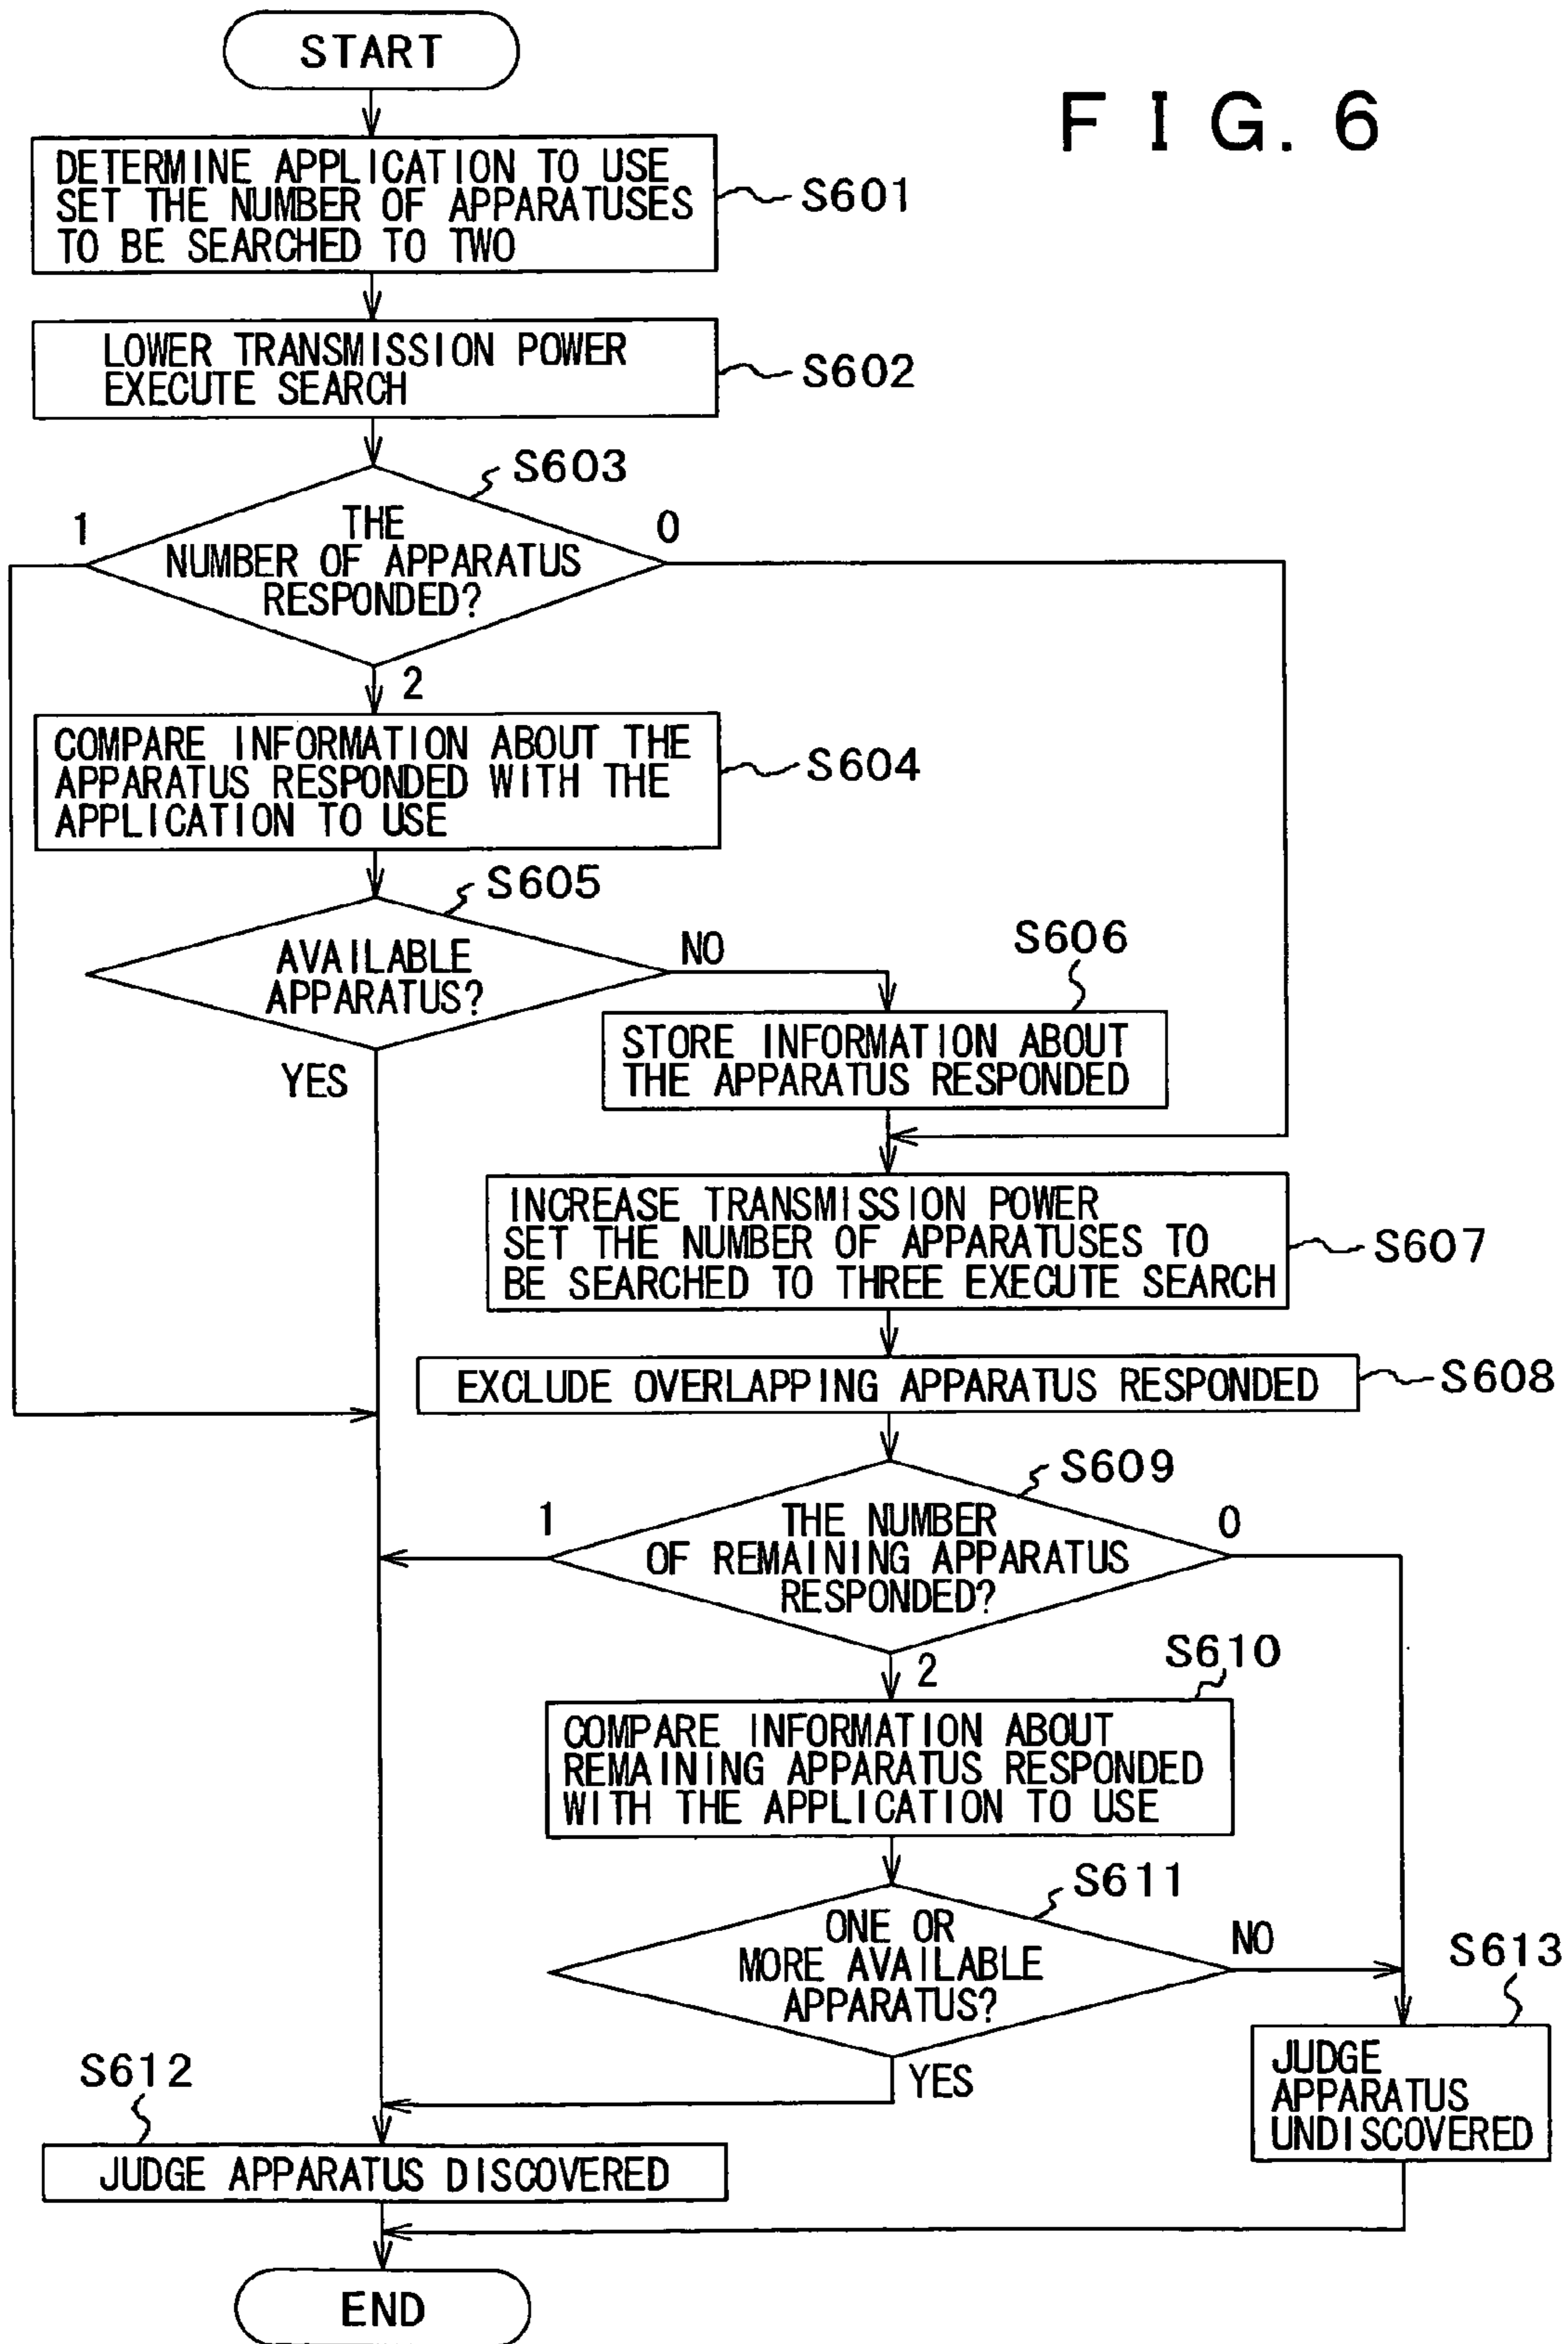 START
F I G. 6
DETERMINE APPLICATION TO USE
SET THE NUMBER OF APPARATUSES
TO BE SEARCHED TO TWO
S601
LOWER TRANSMISSION POWER
EXECUTE SEARCH
S602
S603
1
THE
NUMBER OF APPARATUS
RESPONDED?
0
2
COMPARE INFORMATION ABOUT THE
APPARATUS RESPONDED WITH THE
APPLICATION TO USE
S604
S605
AVAILABLE
APPARATUS?
NO
YES
S606
STORE INFORMATION ABOUT
THE APPARATUS RESPONDED
INCREASE TRANSMISSION POWER
SET THE NUMBER OF APPARATUSES TO
BE SEARCHED TO THREE EXECUTE SEARCH
S607
EXCLUDE OVERLAPPING APPARATUS RESPONDED
S608
S609
1
THE NUMBER
OF REMAINING APPARATUS
RESPONDED?
0
2
S610
COMPARE INFORMATION ABOUT
REMAINING APPARATUS RESPONDED
WITH THE APPLICATION TO USE
S611
ONE OR
MORE AVAILABLE
APPARATUS?
NO
YES
S613
JUDGE
APPARATUS
UNDISCOVERED
S612
JUDGE APPARATUS DISCOVERED
END